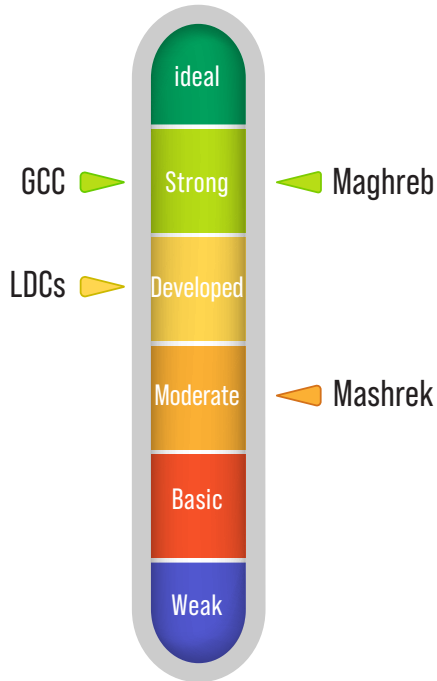 ideal
GCC
Strong
Maghreb
LDCs
Developed
Moderate
Mashrek
Basic
Weak